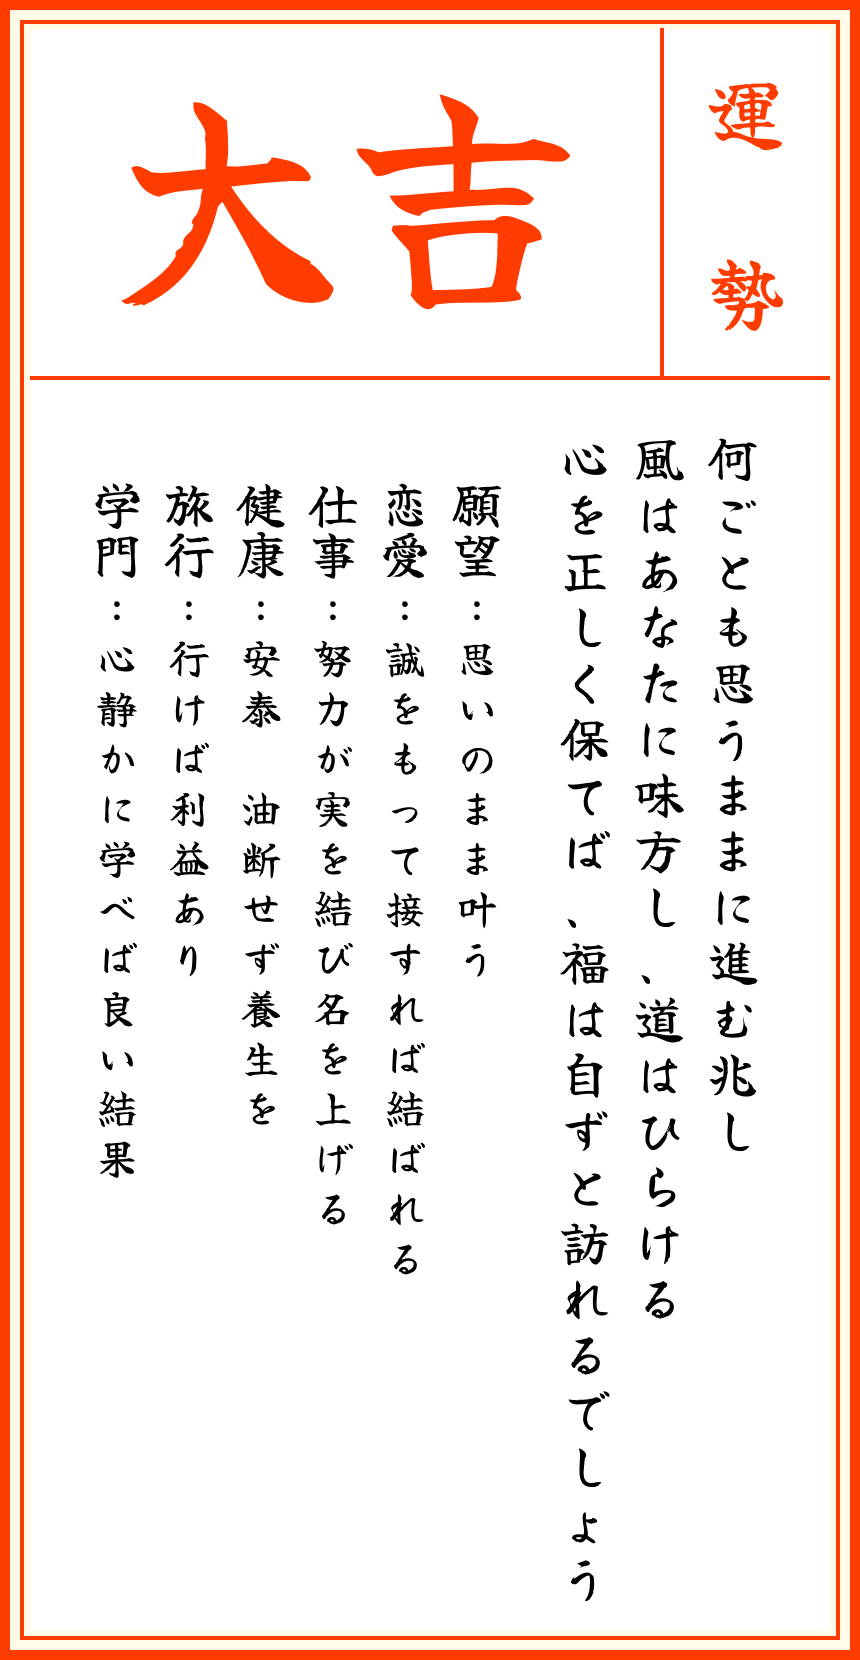 運勢
大吉
何ごとも思うままに進む兆し
風はあなたに味方し、道はひらける
心を正しく保てば、福は自ずと訪れるでしょう
願望：思いのまま叶う
恋愛：誠をもって接すれば結ばれる
仕事：努力が実を結び名を上げる
健康：安泰　油断せず養生を
旅行：行けば利益あり
学門：心静かに学べば良い結果